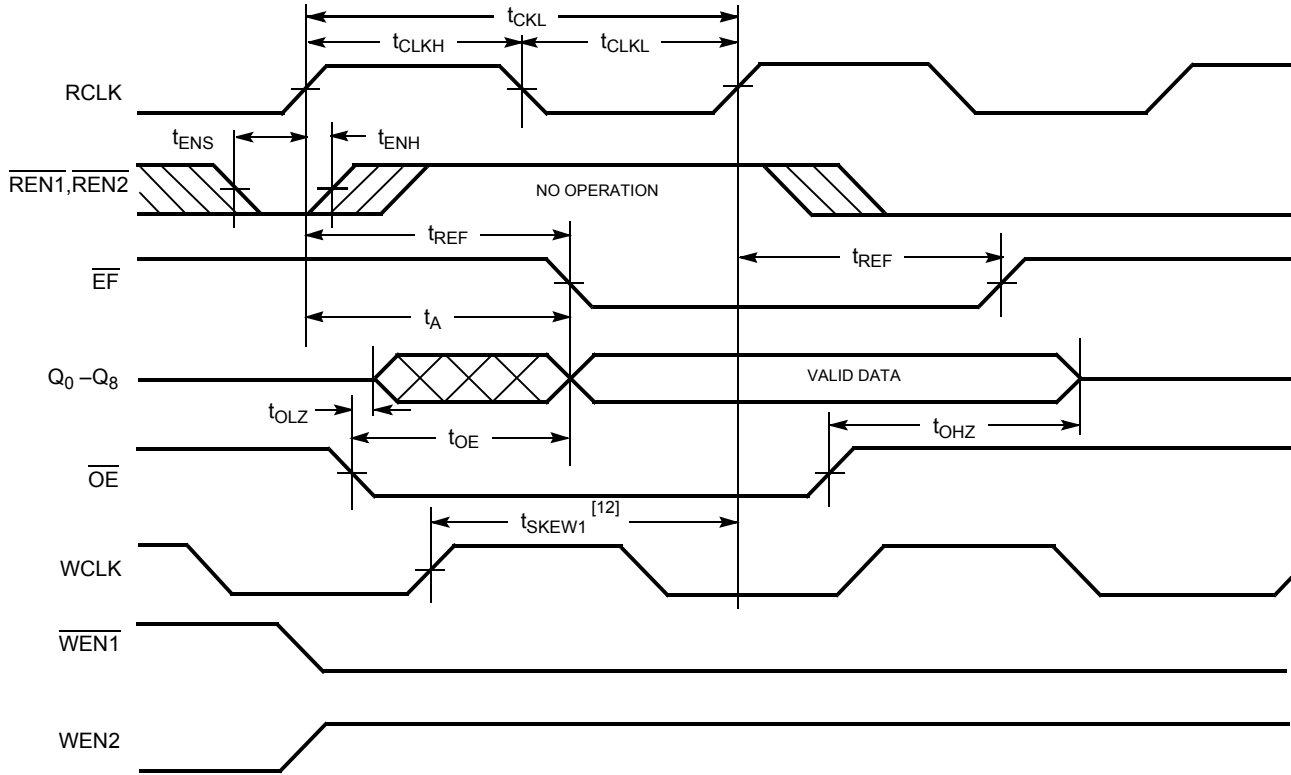 tCKL
tCLKH
tCLKL
RCLK
tENS
tENH
REN1,REN2
NO OPERATION
tREF
tREF
EF
tA
Q0 –Q8
VALID DATA
tOLZ
tOE
tOHZ
OE
tSKEW1 [12]
WCLK
WEN1
WEN2